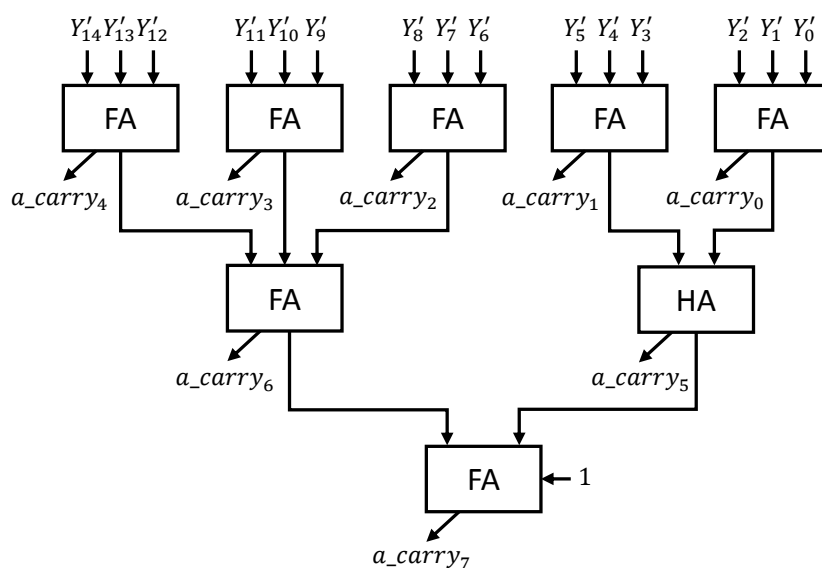 Y′₁₄ Y′₁₃ Y′₁₂ Y′₁₁ Y′₁₀ Y′₉ Y′₈ Y′₇ Y′₆ Y′₅ Y′₄ Y′₃ Y′₂ Y′₁ Y′₀
FA FA FA FA FA
a_carry₄ a_carry₃ a_carry₂ a_carry₁ a_carry₀
FA HA
a_carry₆ a_carry₅
FA 1
a_carry₇